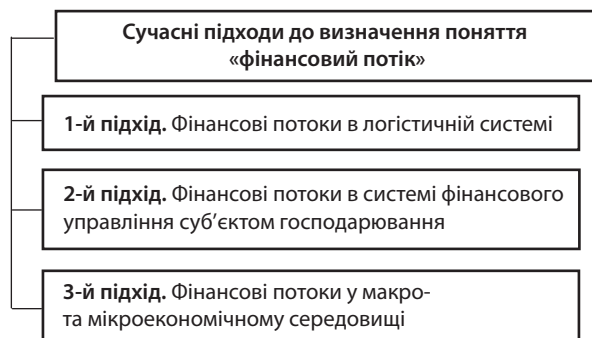 Сучасні підходи до визначення поняття
«фінансовий потік»
1-й підхід. Фінансові потоки в логістичній системі
2-й підхід. Фінансові потоки в системі фінансового
управління суб’єктом господарювання
3-й підхід. Фінансові потоки у макро-
та мікроекономічному середовищі